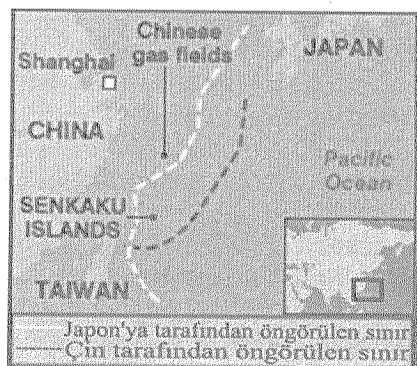 Chinese
gas fields
JAPAN
Shanghai
CHINA
Pacific
Ocean
SENKAKU
ISLANDS
TAIWAN
Japon'ya tarafından öngörülen sınır
Çin tarafından öngörülen sınır